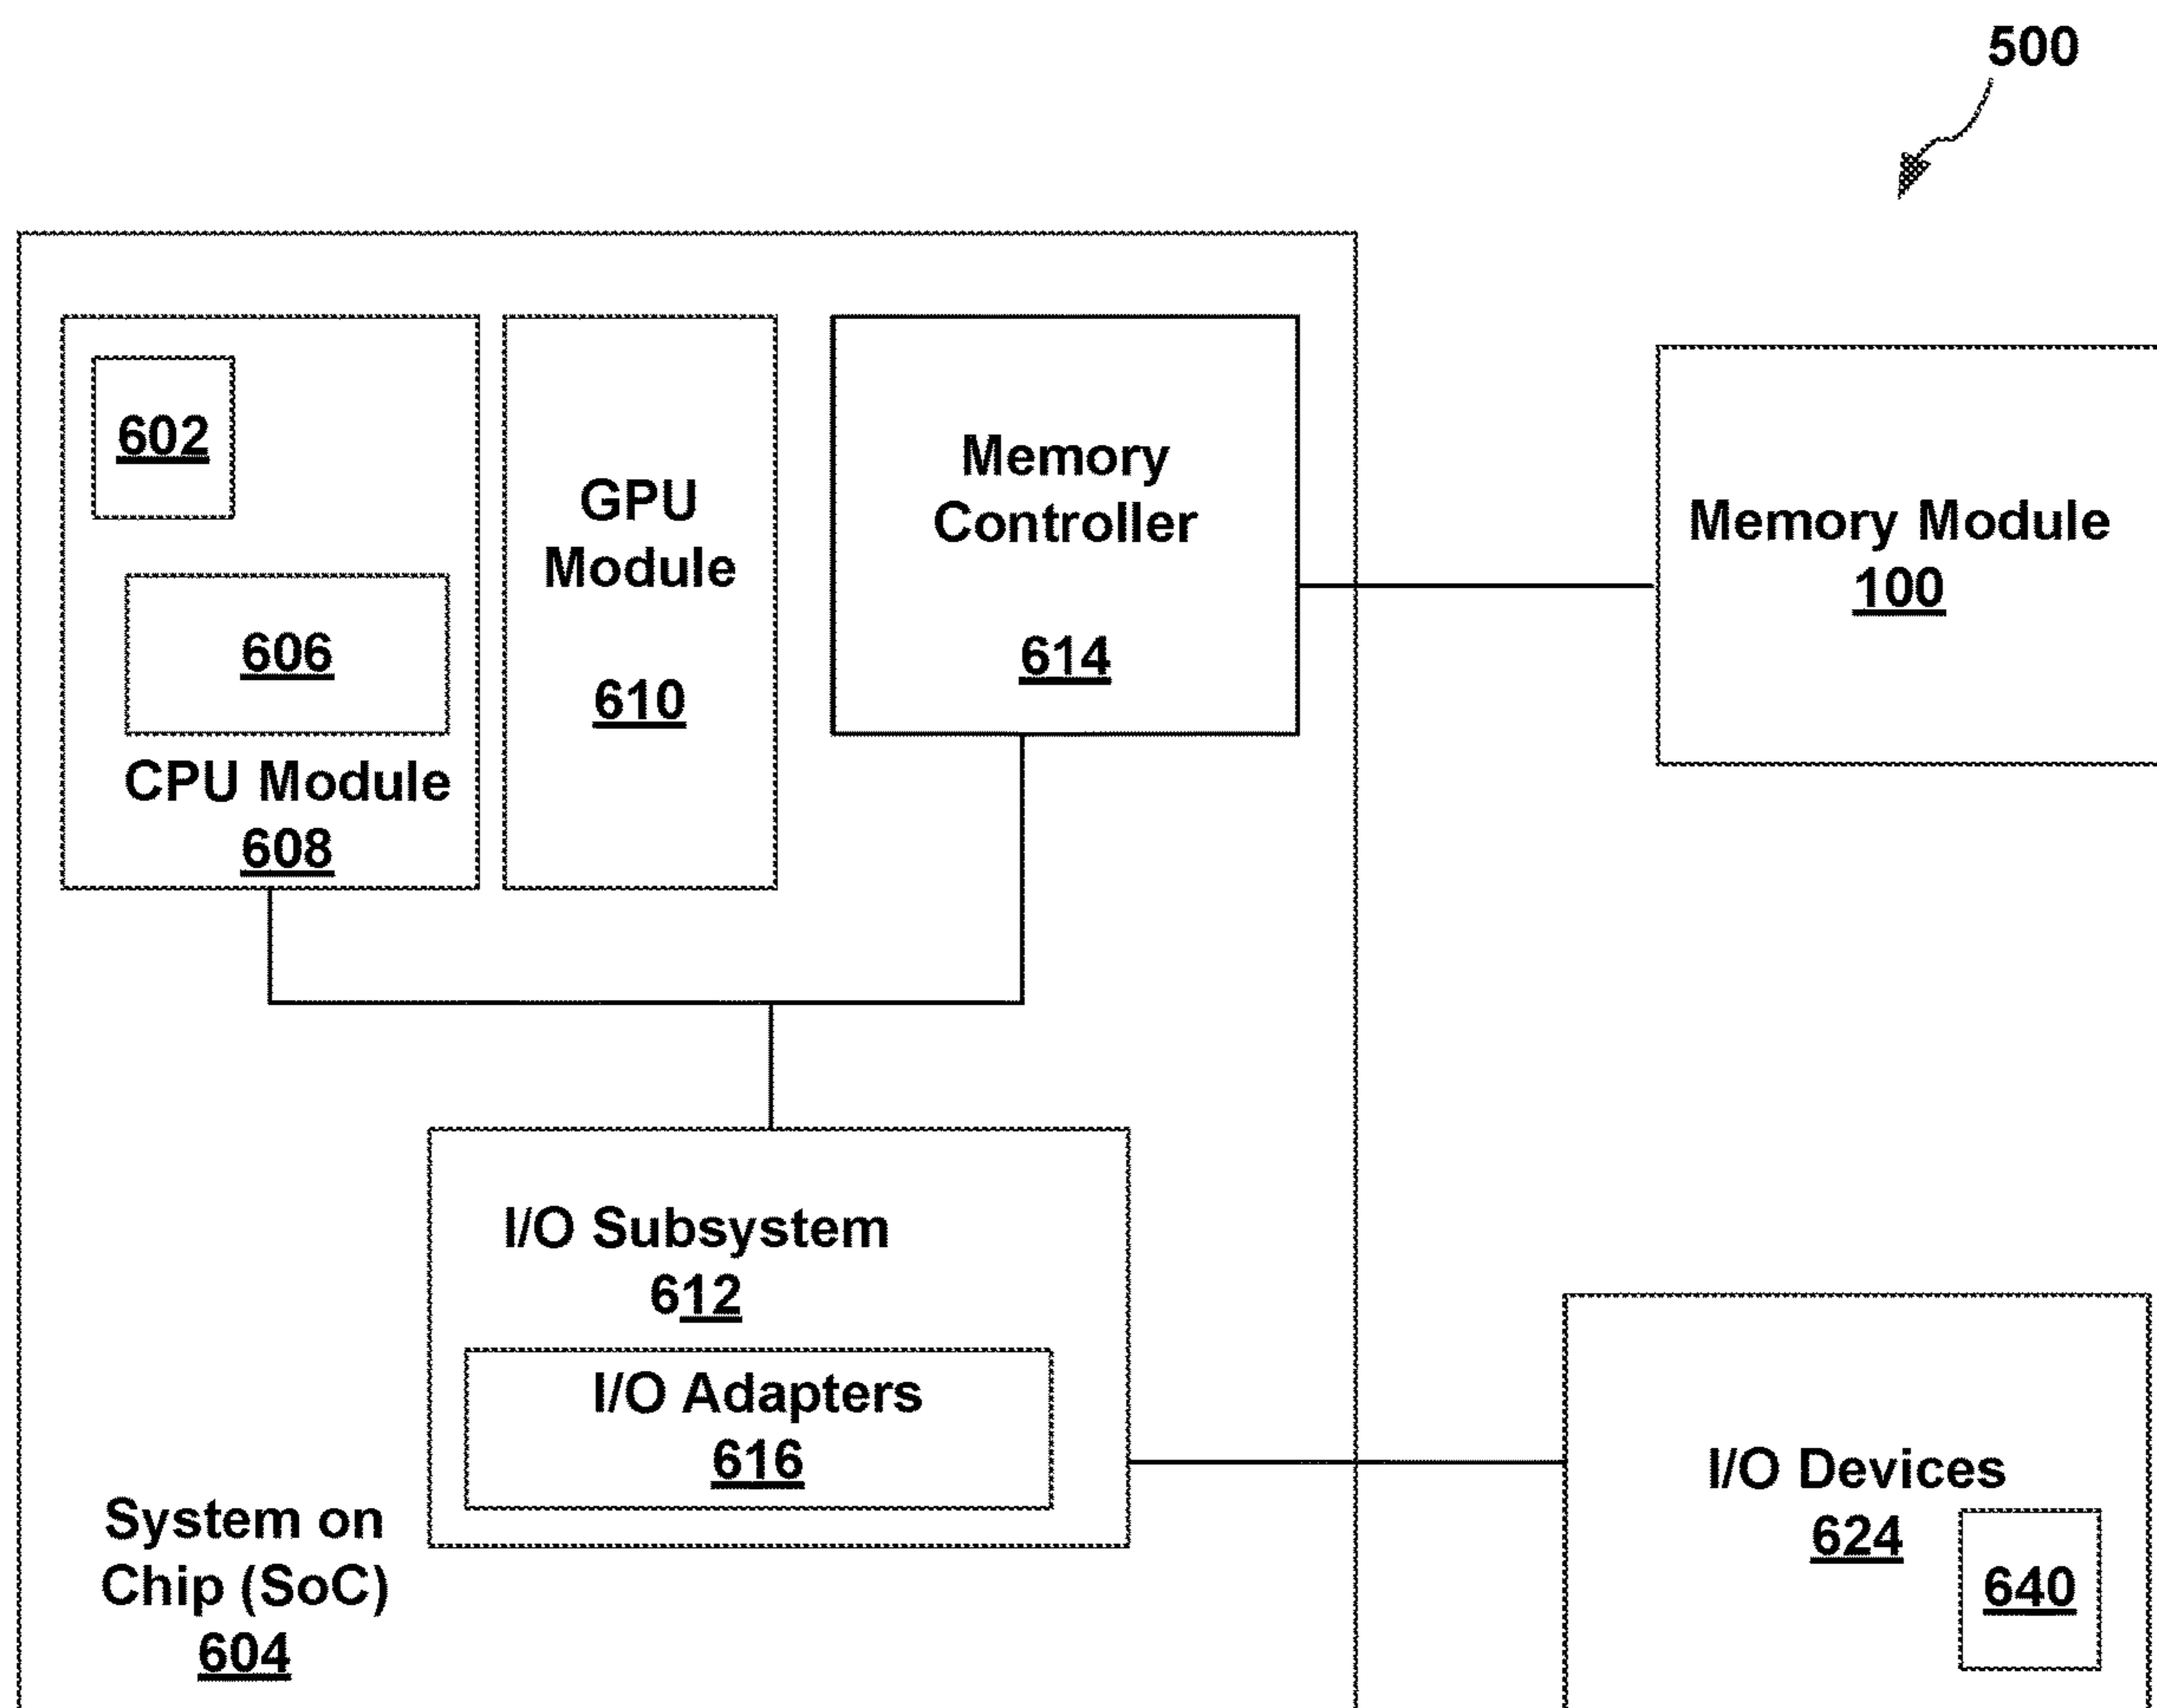 500
602
606
CPU Module
608
GPU
Module
610
Memory
Controller
614
Memory Module
100
I/O Subsystem
612
I/O Adapters
616
System on
Chip (SoC)
604
I/O Devices
624
640